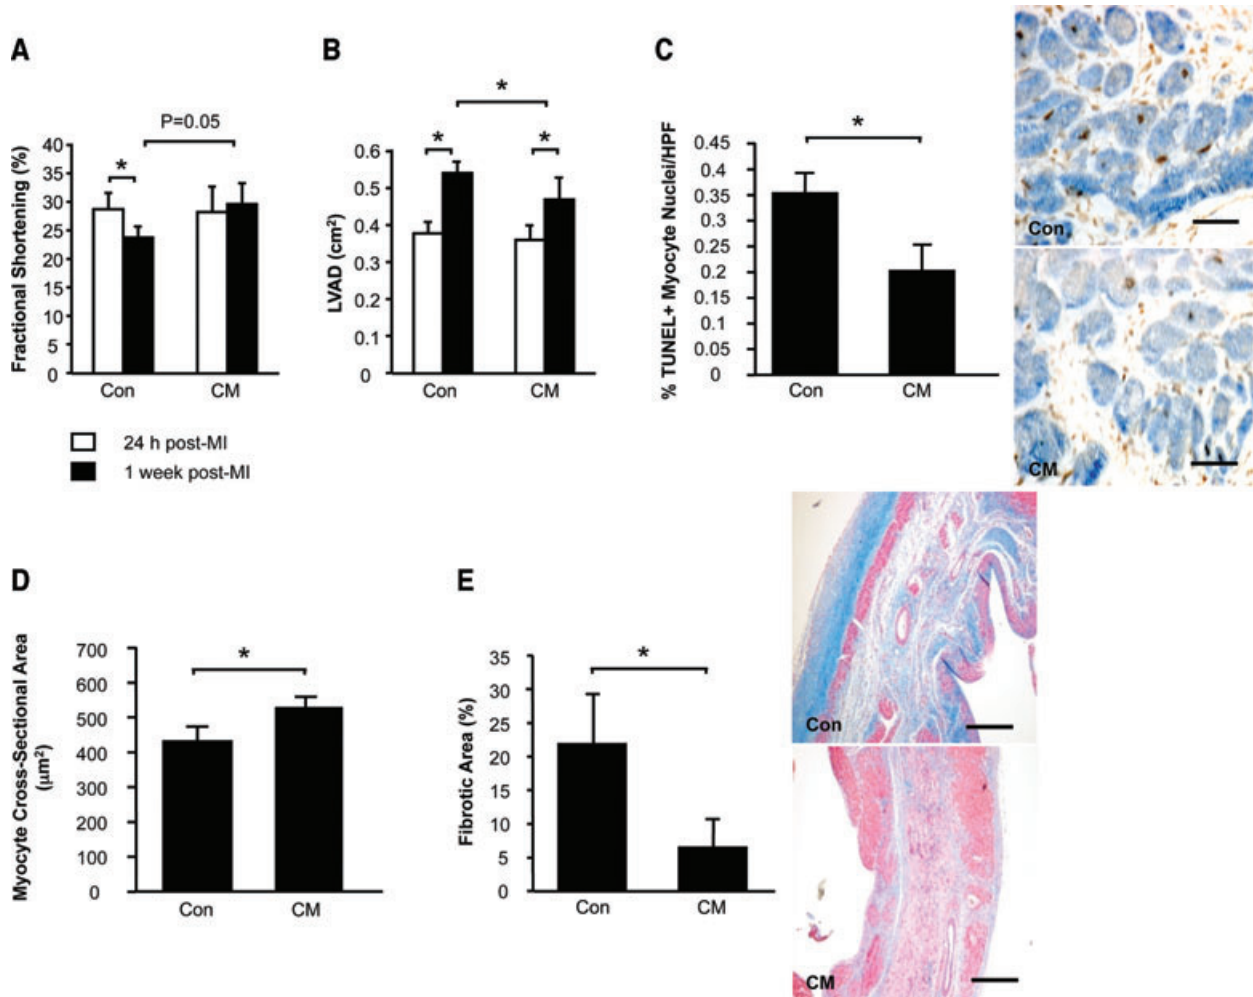 A
Fractional Shortening (%)
40
35
30
25
20
15
10
5
0
*
P=0.05
Con
CM
24 h post-MI
1 week post-MI
B
LVAD (cm²)
0.6
0.5
0.4
0.3
0.2
0.1
0
*
*
*
Con
CM
C
% TUNEL+ Myocyte Nuclei/HPF
0.45
0.4
0.35
0.3
0.25
0.2
0.15
0.1
0.05
0
*
Con
CM
Con
CM
D
Myocyte Cross-Sectional Area
(μm²)
700
600
500
400
300
200
100
0
*
Con
CM
E
Fibrotic Area (%)
35
30
25
20
15
10
5
0
*
Con
CM
Con
CM